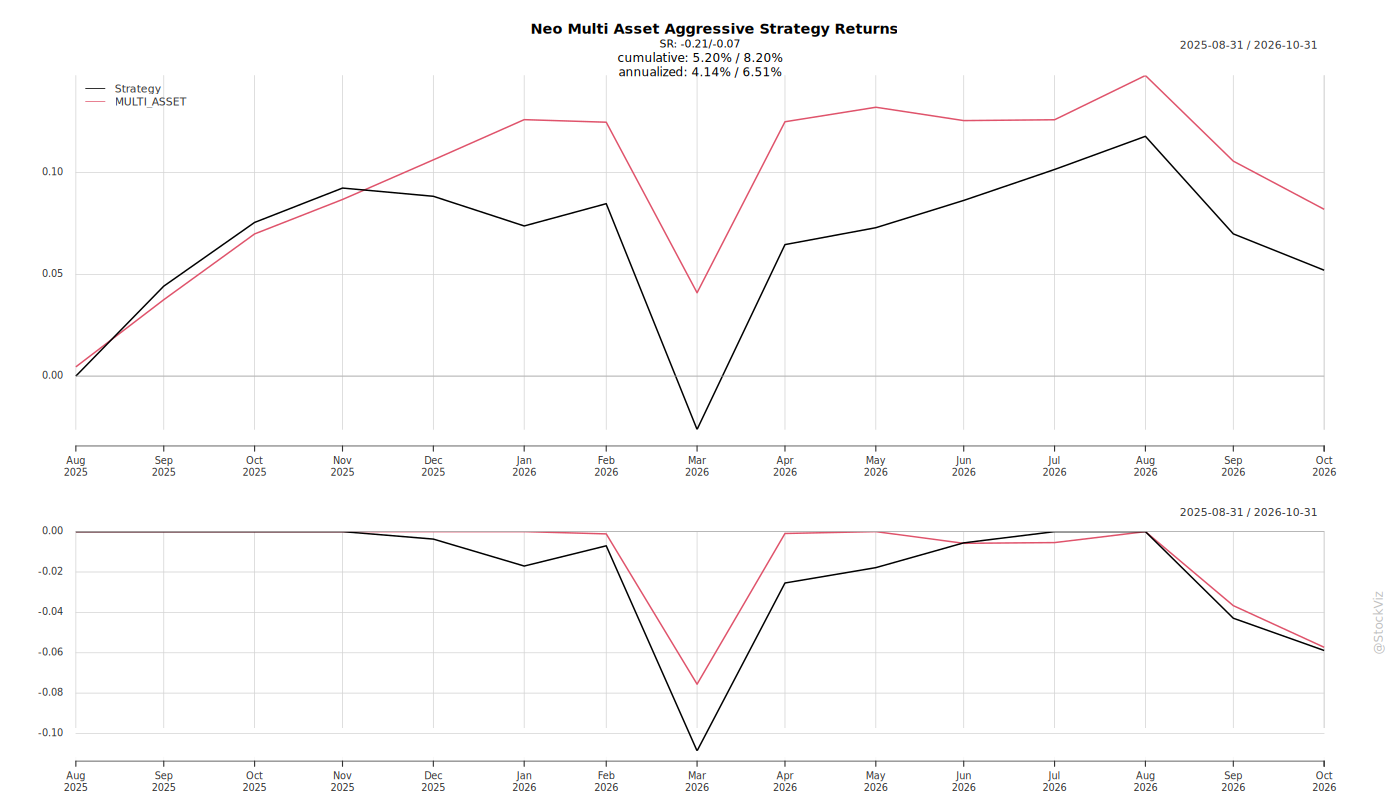 Neo Multi Asset Aggressive Strategy Returns
SR: -0.21/-0.07
cumulative: 5.20% / 8.20%
annualized: 4.14% / 6.51%
2025-08-31 / 2026-10-31
Strategy
MULTI_ASSET
0.10
0.05
0.00
Aug Sep Oct Nov Dec Jan Feb Mar Apr May Jun Jul Aug Sep Oct
2025 2025 2025 2025 2025 2026 2026 2026 2026 2026 2026 2026 2026 2026 2026
2025-08-31 / 2026-10-31
0.00
-0.02
-0.04
-0.06
-0.08
-0.10
Aug Sep Oct Nov Dec Jan Feb Mar Apr May Jun Jul Aug Sep Oct
2025 2025 2025 2025 2025 2026 2026 2026 2026 2026 2026 2026 2026 2026 2026
@StockViz